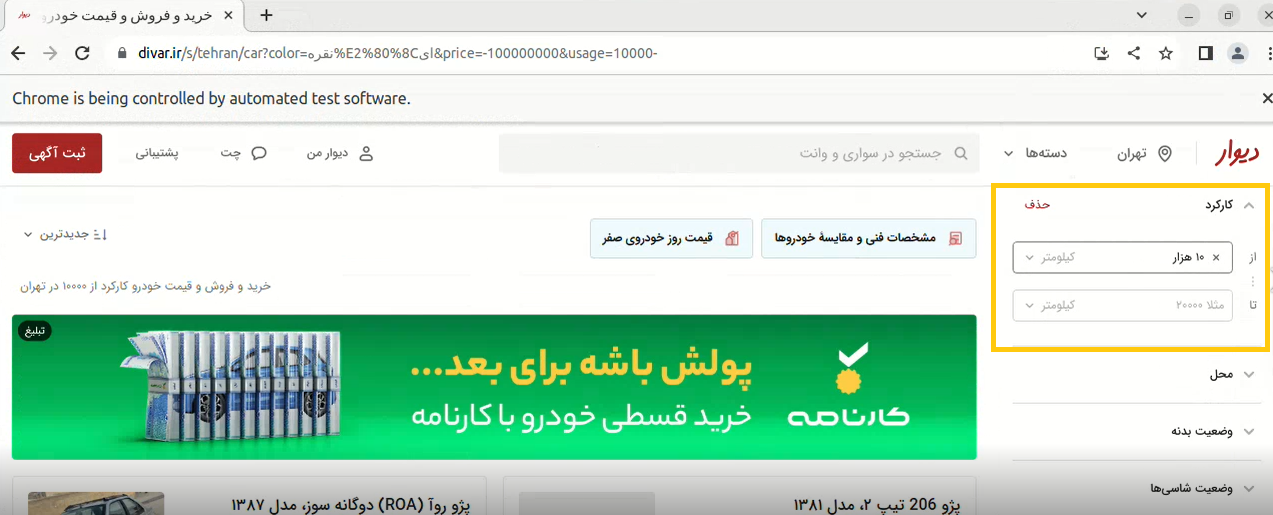 خرید و فروش و قیمت خودرو
divar.ir/s/tehran/car?color=نقره%E2%80%8Cای&price=-100000000&usage=10000-
Chrome is being controlled by automated test software.
دیوار
تهران
دسته‌ها
جستجو در سواری و وانت
دیوار من
چت
پشتیبانی
ثبت آگهی
کارکرد
حذف
از
۱۰ هزار
کیلومتر
تا
مثلا ۲۰۰۰۰
کیلومتر
محل
وضعیت بدنه
وضعیت شاسی‌ها
مشخصات فنی و مقایسهٔ خودروها
قیمت روز خودروی صفر
جدیدترین
خرید و فروش و قیمت خودرو کارکرد از ۱۰۰۰۰ در تهران
تبلیغ
پولش باشه برای بعد...
خرید قسطی خودرو با کارنامه
کارنامه
پژو 206 تیپ ۲، مدل ۱۳۸۱
پژو روآ (ROA) دوگانه سوز، مدل ۱۳۸۷